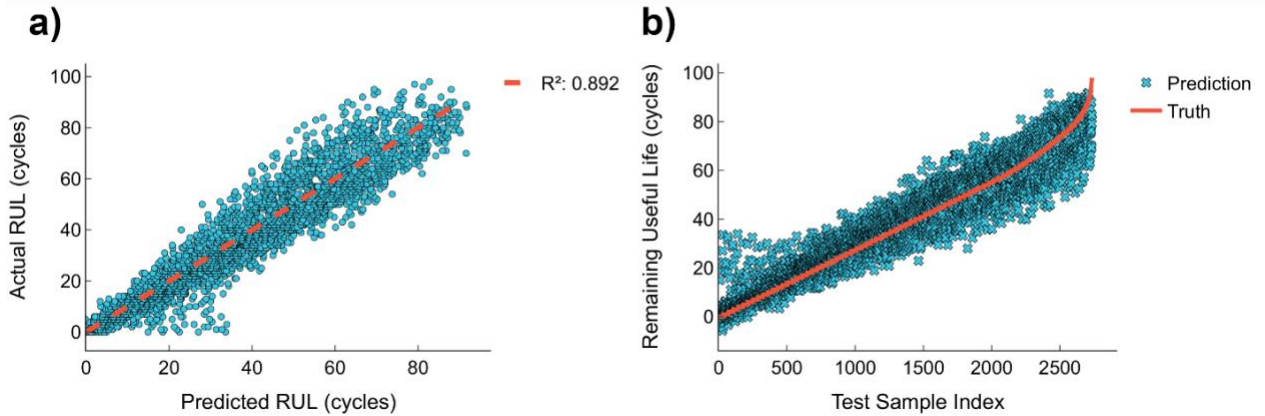 a)
Actual RUL (cycles)
100
80
60
40
20
0
0
20
40
60
80
Predicted RUL (cycles)
R²: 0.892
b)
Remaining Useful Life (cycles)
100
80
60
40
20
0
0
500
1000
1500
2000
2500
Test Sample Index
Prediction
Truth